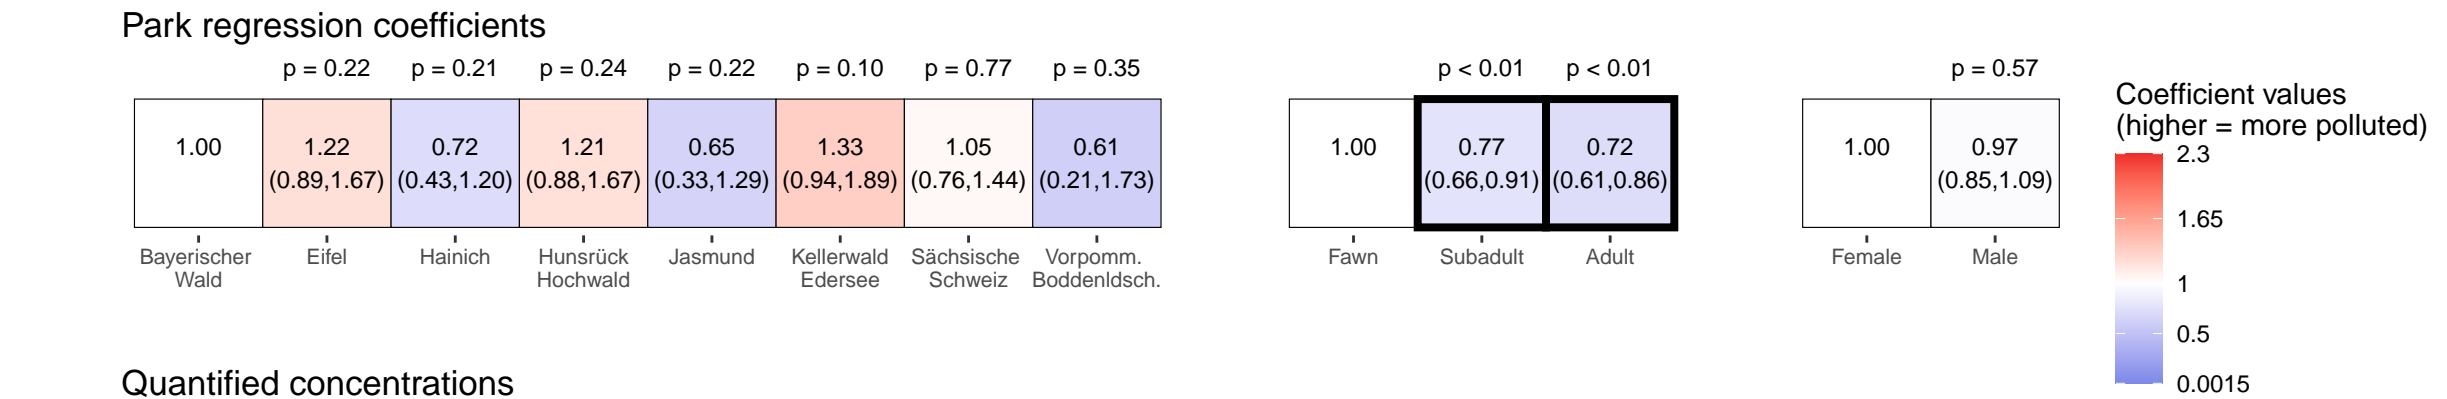 Park regression coefficients
p = 0.22 p = 0.21 p = 0.24 p = 0.22 p = 0.10 p = 0.77 p = 0.35 p < 0.01 p < 0.01 p = 0.57
1.00 1.22 0.72 1.21 0.65 1.33 1.05 0.61 1.00 0.77 0.72 1.00 0.97
(0.89,1.67) (0.43,1.20) (0.88,1.67) (0.33,1.29) (0.94,1.89) (0.76,1.44) (0.21,1.73) (0.66,0.91) (0.61,0.86) (0.85,1.09)
Bayerischer Eifel Hainich Hunsrück Jasmund Kellerwald Sächsische Vorpomm. Fawn Subadult Adult Female Male
Wald Hochwald Edersee Schweiz Boddenldsch.
Coefficient values
(higher = more polluted)
2.3
1.65
1
0.5
0.0015
Quantified concentrations